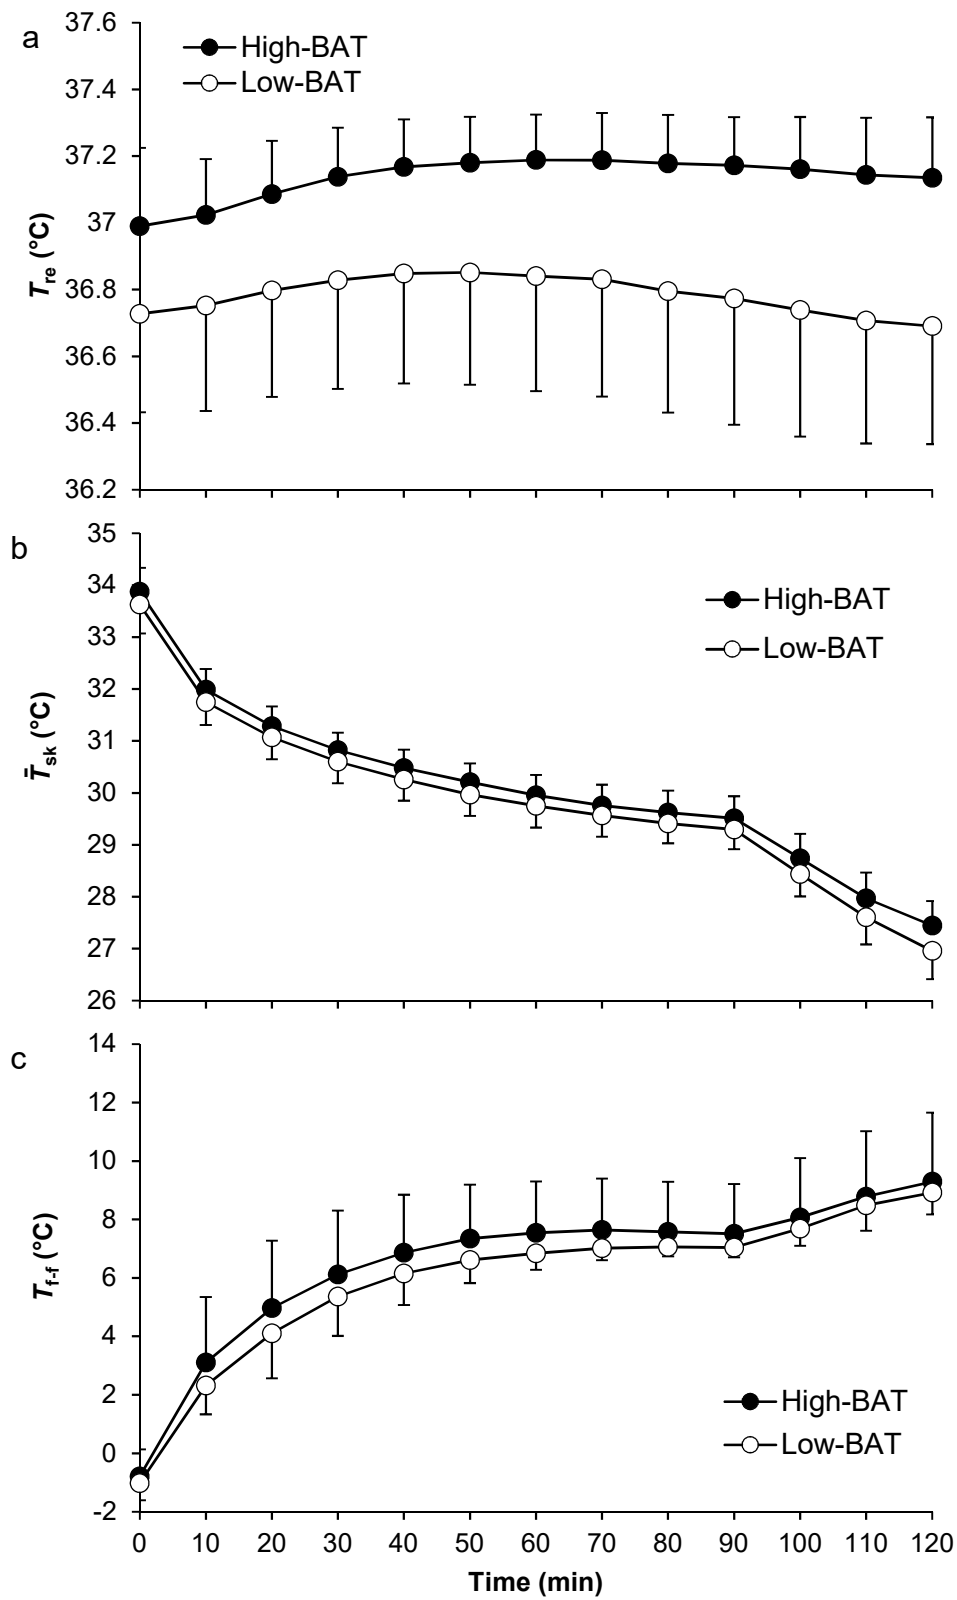 a
High-BAT
Low-BAT
37.6
37.4
37.2
37
36.8
36.6
36.4
36.2
Tre (°C)
b
High-BAT
Low-BAT
35
34
33
32
31
30
29
28
27
26
T̄sk (°C)
c
14
12
10
8
6
4
2
0
-2
Tf-f (°C)
High-BAT
Low-BAT
0 10 20 30 40 50 60 70 80 90 100 110 120
Time (min)